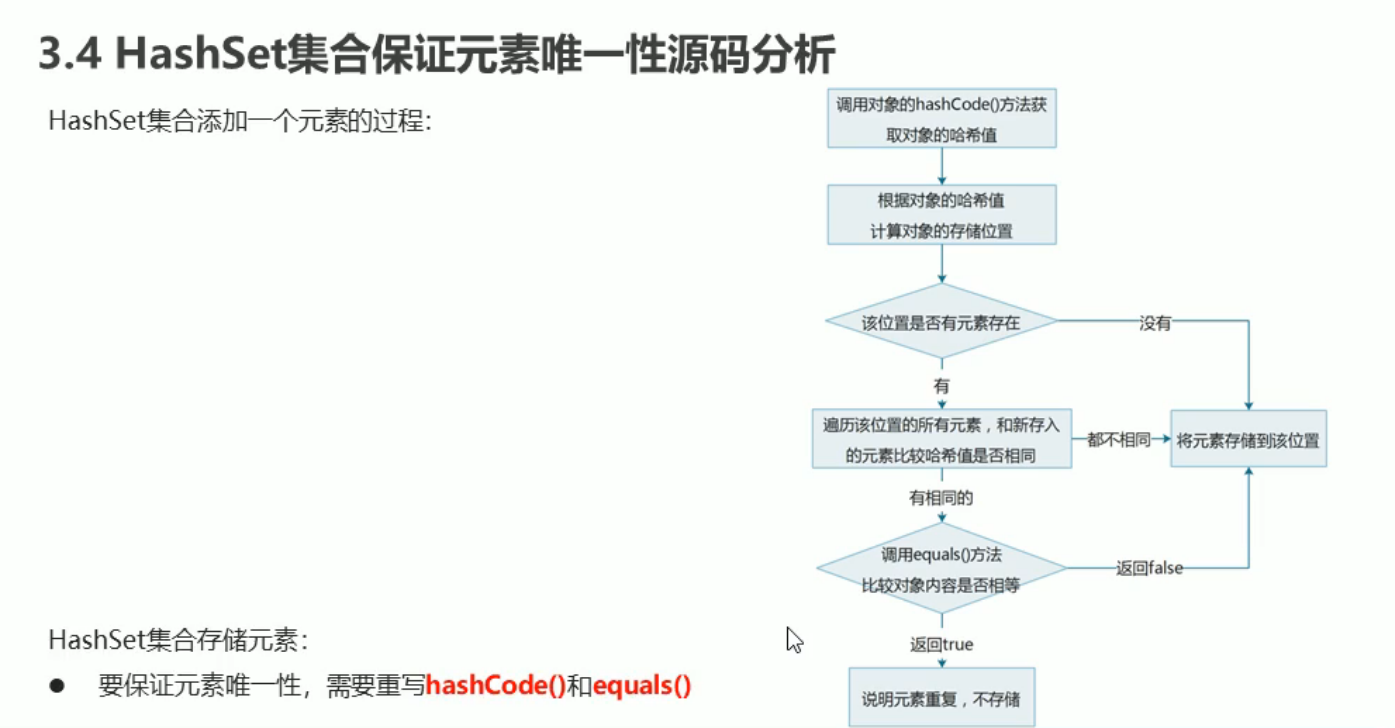 3.4 HashSet集合保证元素唯一性源码分析
HashSet集合添加一个元素的过程：
调用对象的hashCode()方法获
取对象的哈希值
根据对象的哈希值
计算对象的存储位置
该位置是否有元素存在
没有
有
遍历该位置的所有元素，和新存入
的元素比较哈希值是否相同
都不相同
将元素存储到该位置
有相同的
调用equals()方法
比较对象内容是否相等
返回false
返回true
说明元素重复，不存储
HashSet集合存储元素：
● 要保证元素唯一性，需要重写hashCode()和equals()